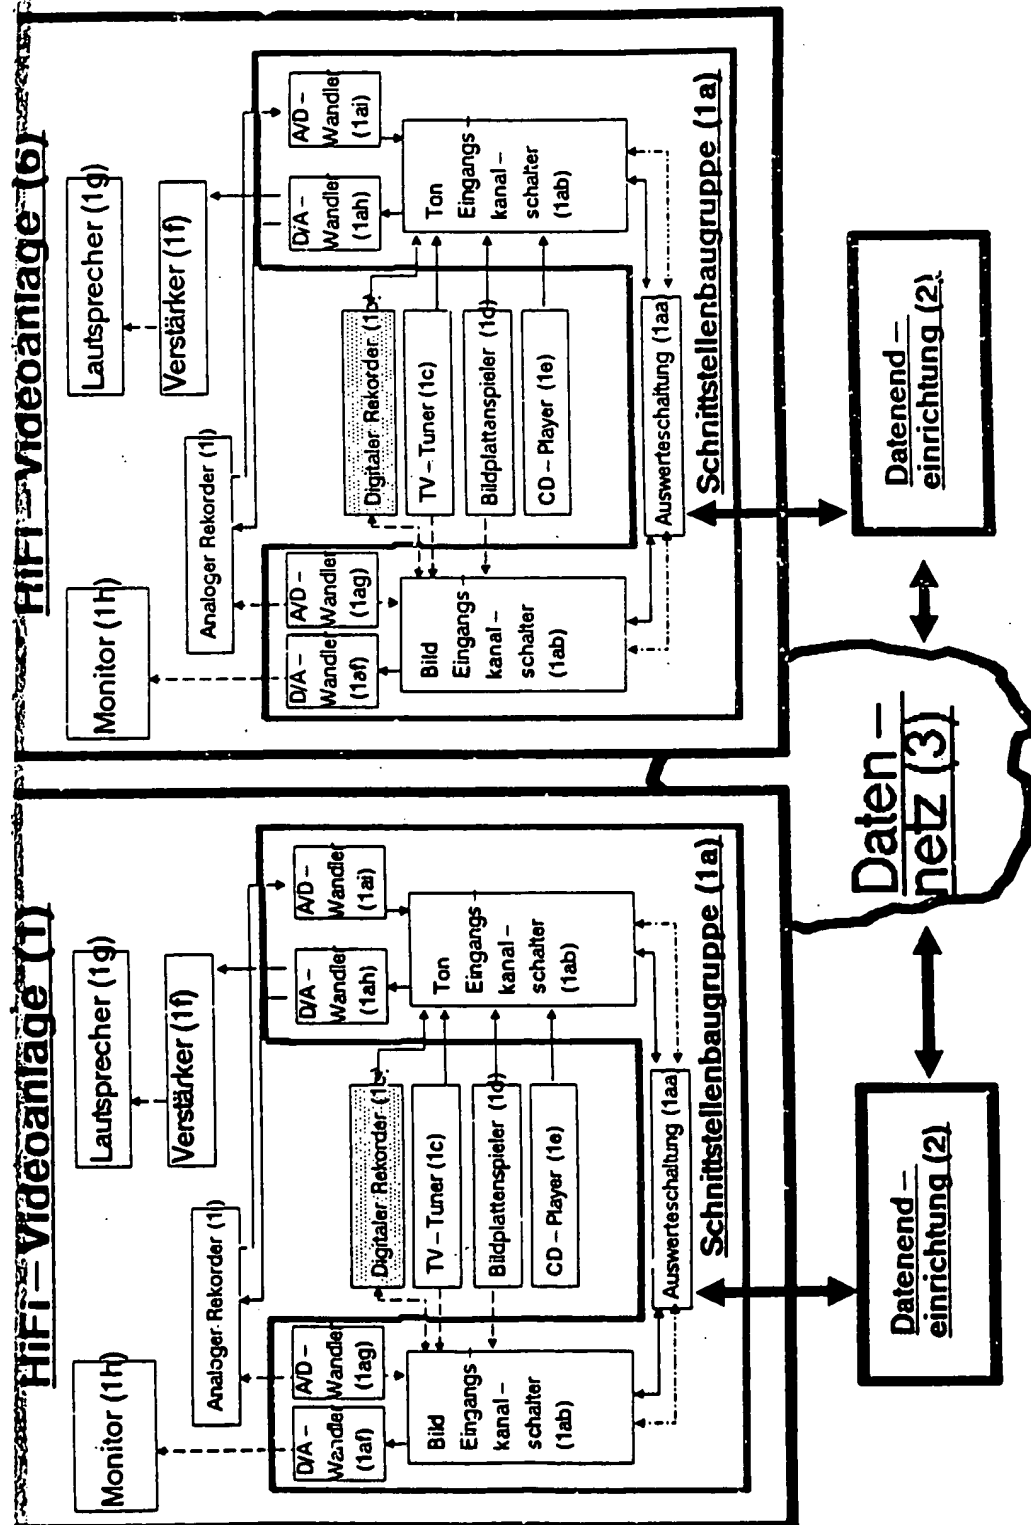 HiFi–Videoanlage (1)
Monitor (1h)
Lautsprecher (1g)
Verstärker (1f)
Analoger Rekorder (1i)
D/A –
Wandler
(1af)
A/D –
Wandler
(1ag)
D/A –
Wandler
(1ah)
A/D –
Wandler
(1ai)
Bild
Eingangs–
kanal –
schalter
(1ab)
Digitaler Rekorder
TV–Tuner (1c)
Bildplattenspieler (1d)
CD–Player (1e)
Ton
Eingangs–
kanal –
schalter
(1ab)
Auswerteschaltung (1aa)
Schnittstellenbaugruppe (1a)
Datenend –
einrichtung (2)
HiFi–Videoanlage (6)
Monitor (1h)
Lautsprecher (1g)
Verstärker (1f)
Analoger Rekorder (1i)
D/A –
Wandler
(1af)
A/D –
Wandler
(1ag)
D/A –
Wandler
(1ah)
A/D –
Wandler
(1ai)
Bild
Eingangs–
kanal –
schalter
(1ab)
Digitaler Rekorder
TV–Tuner (1c)
Bildplattanspieler (1d)
CD–Player (1e)
Ton
Eingangs–
kanal –
schalter
(1ab)
Auswerteschaltung (1aa)
Schnittstellenbaugruppe (1a)
Datenend –
einrichtung (2)
Daten –
netz (3)